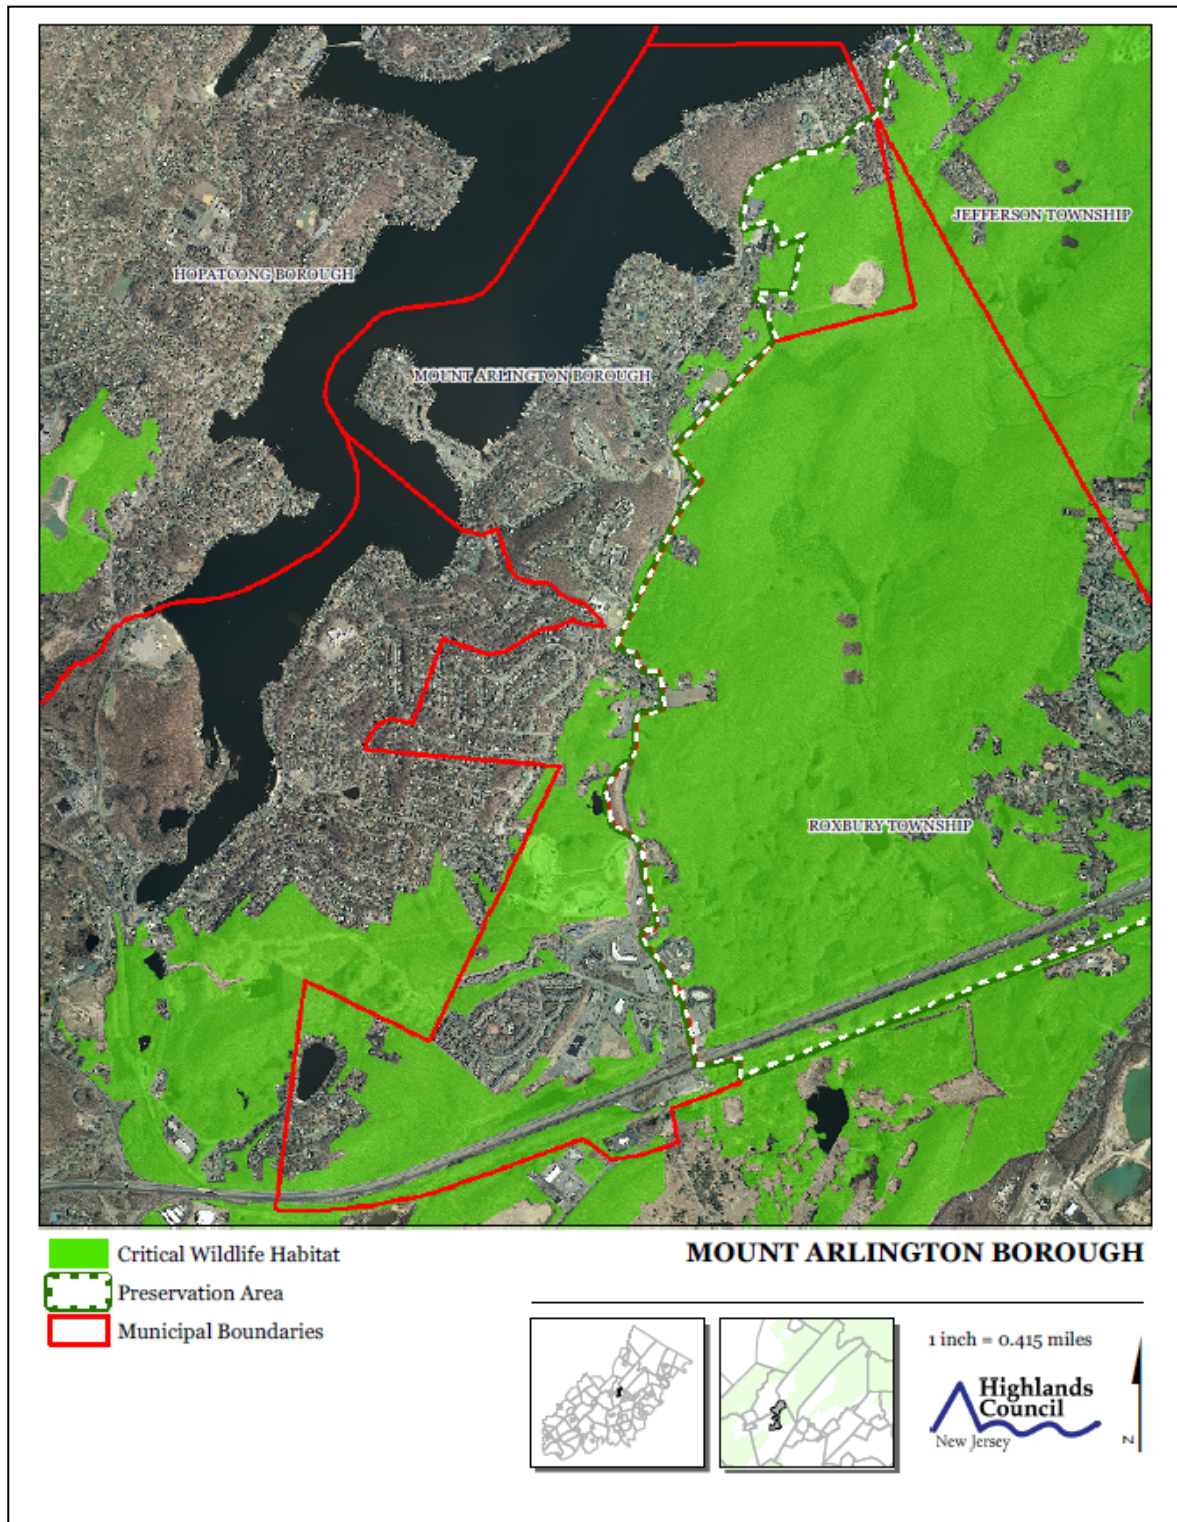 JEFFERSON TOWNSHIP
HOPATCONG BOROUGH
MOUNT ARLINGTON BOROUGH
ROXBURY TOWNSHIP
Critical Wildlife Habitat
Preservation Area
Municipal Boundaries
MOUNT ARLINGTON BOROUGH
1 inch = 0.415 miles
Highlands
Council
New Jersey
N